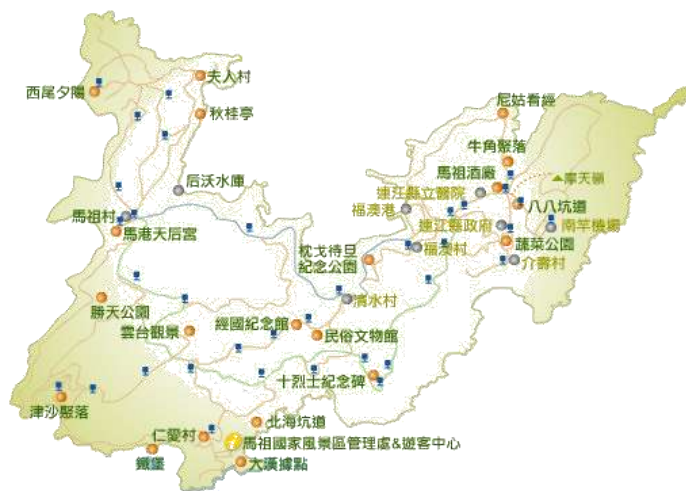 夫人村
西尾夕陽
秋桂亭
尼姑看經
牛角聚落
馬祖酒廠
摩天嶺
后沃水庫
連江縣立醫院
八八坑道
福澳港
馬祖村
連江縣政府
南竿機場
馬港天后宮
枕戈待旦
紀念公園
福澳村
蔬菜公園
介壽村
勝天公園
清水村
雲台觀景
經國紀念館
民俗文物館
十烈士紀念碑
津沙聚落
北海坑道
仁愛村
馬祖國家風景區管理處&遊客中心
鐵堡
大漢據點